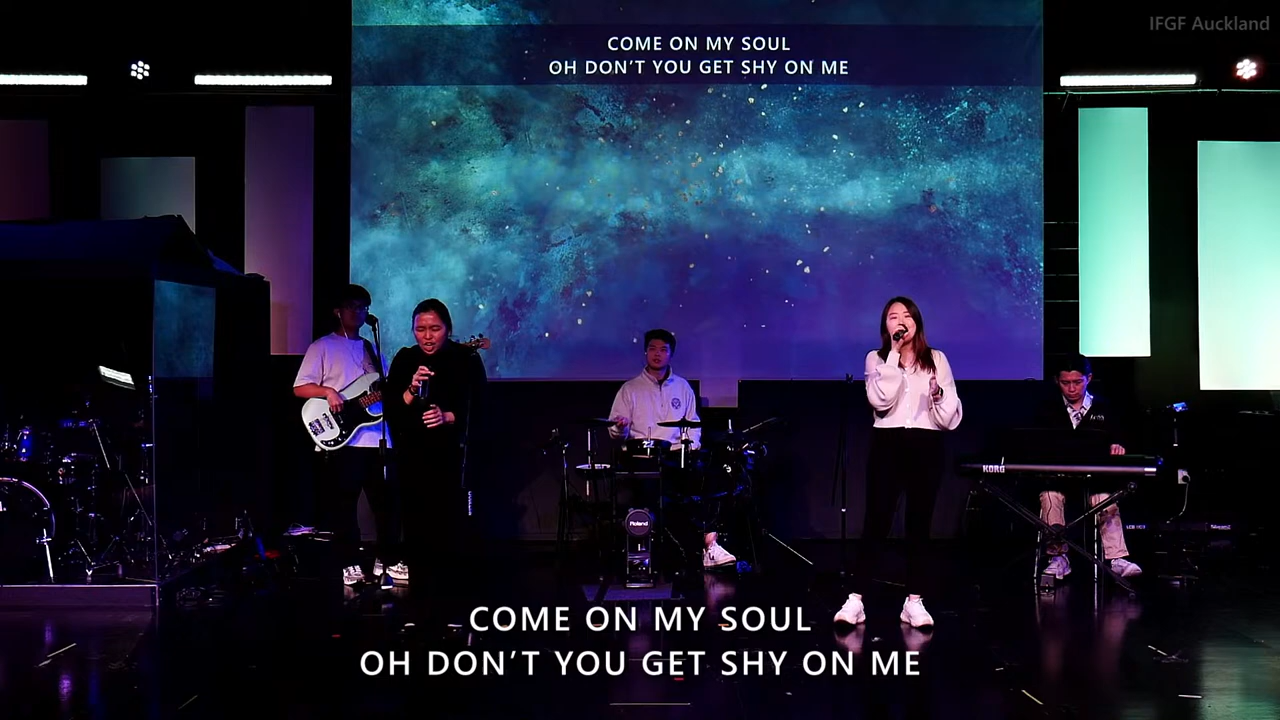 IFGF Auckland
COME ON MY SOUL
OH DON'T YOU GET SHY ON ME
KORG
Roland
COME ON MY SOUL
OH DON'T YOU GET SHY ON ME